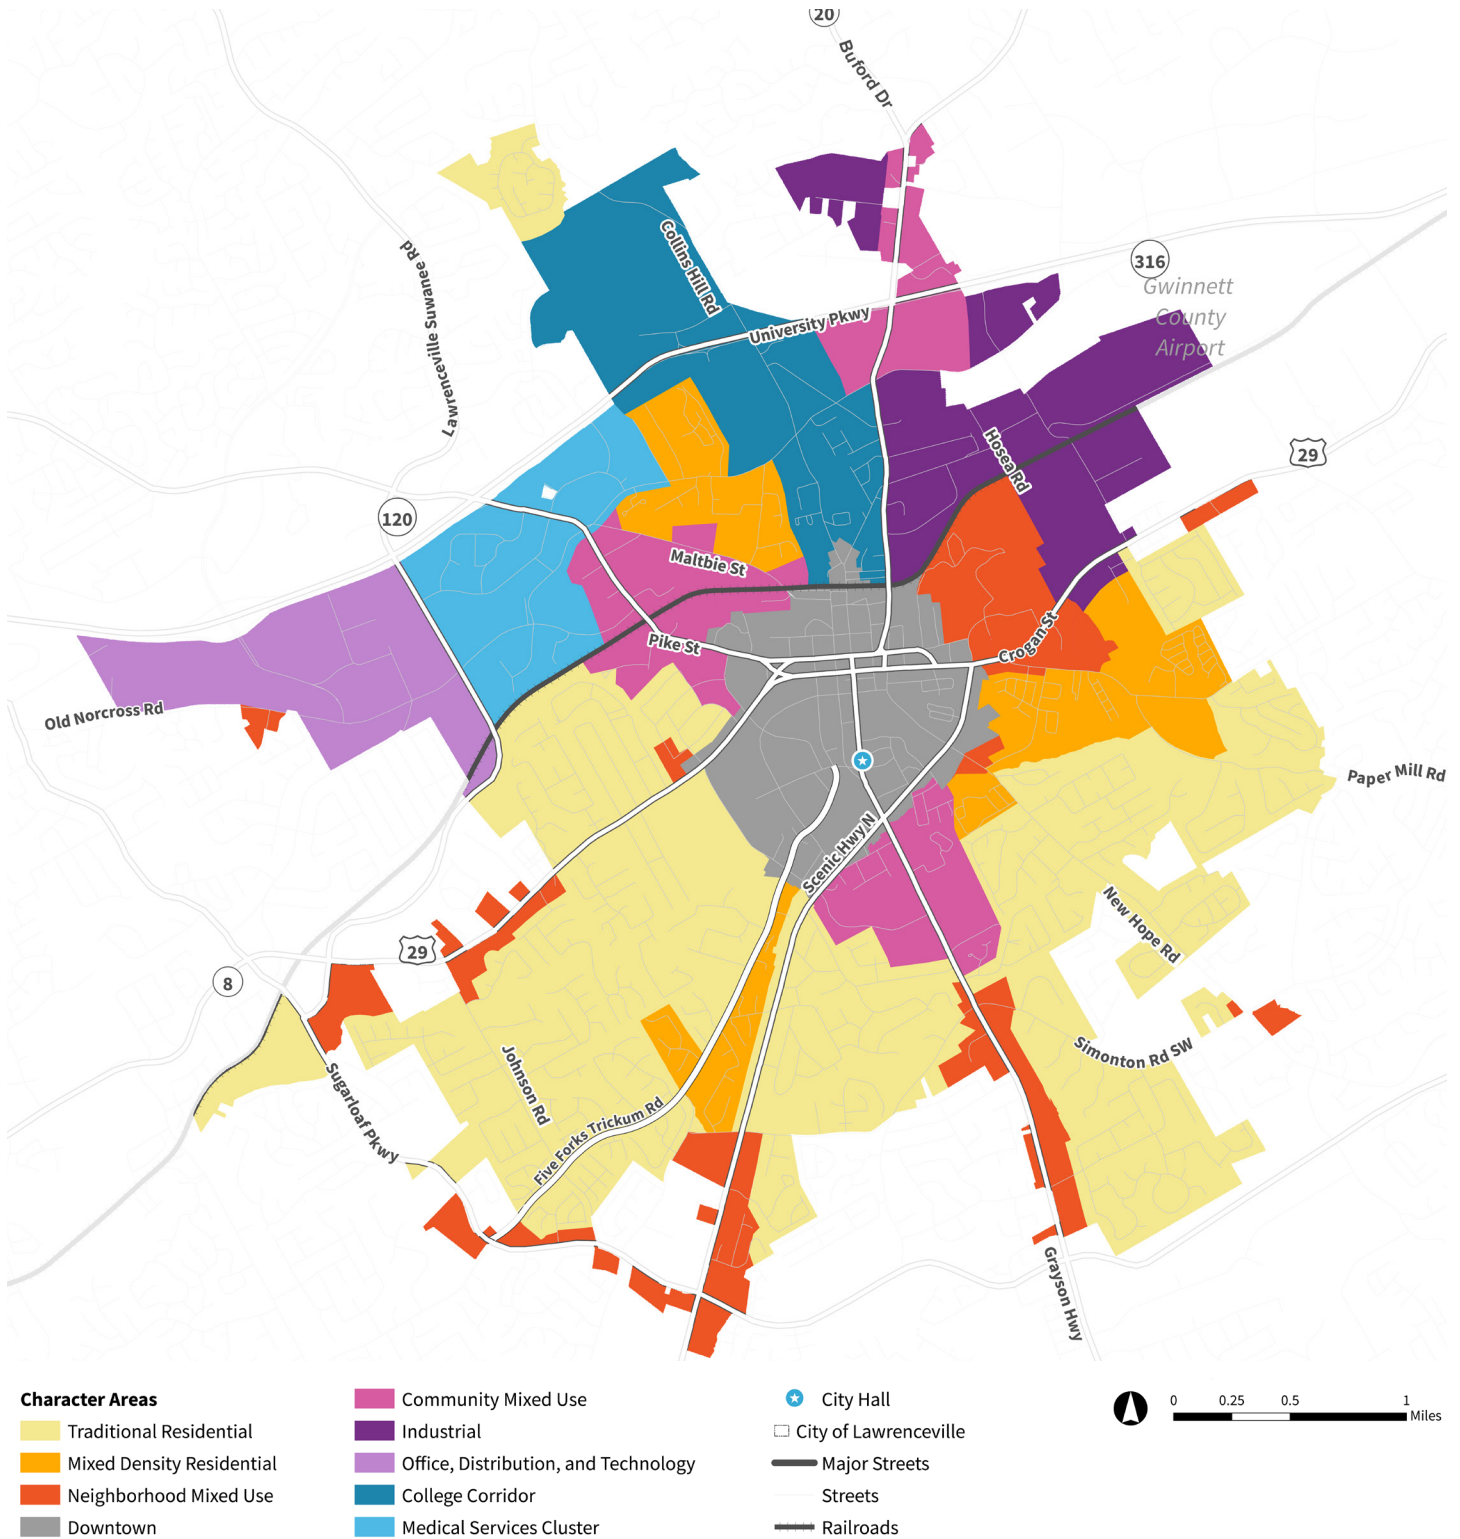 20
Buford Dr
Collins Hill Rd
Lawrenceville Suwanee Rd
316
Gwinnett
County
Airport
University Pkwy
Hosea Rd
29
120
Maltbie St
Pike St
Crogan St
Old Norcross Rd
Paper Mill Rd
Scenic Hwy N
New Hope Rd
29
8
Simonton Rd SW
Johnson Rd
Sugarloaf Pkwy
Five Forks Trickum Rd
Grayson Hwy
Character Areas
Traditional Residential
Mixed Density Residential
Neighborhood Mixed Use
Downtown
Community Mixed Use
Industrial
Office, Distribution, and Technology
College Corridor
Medical Services Cluster
City Hall
City of Lawrenceville
Major Streets
Streets
Railroads
0 0.25 0.5 1
Miles